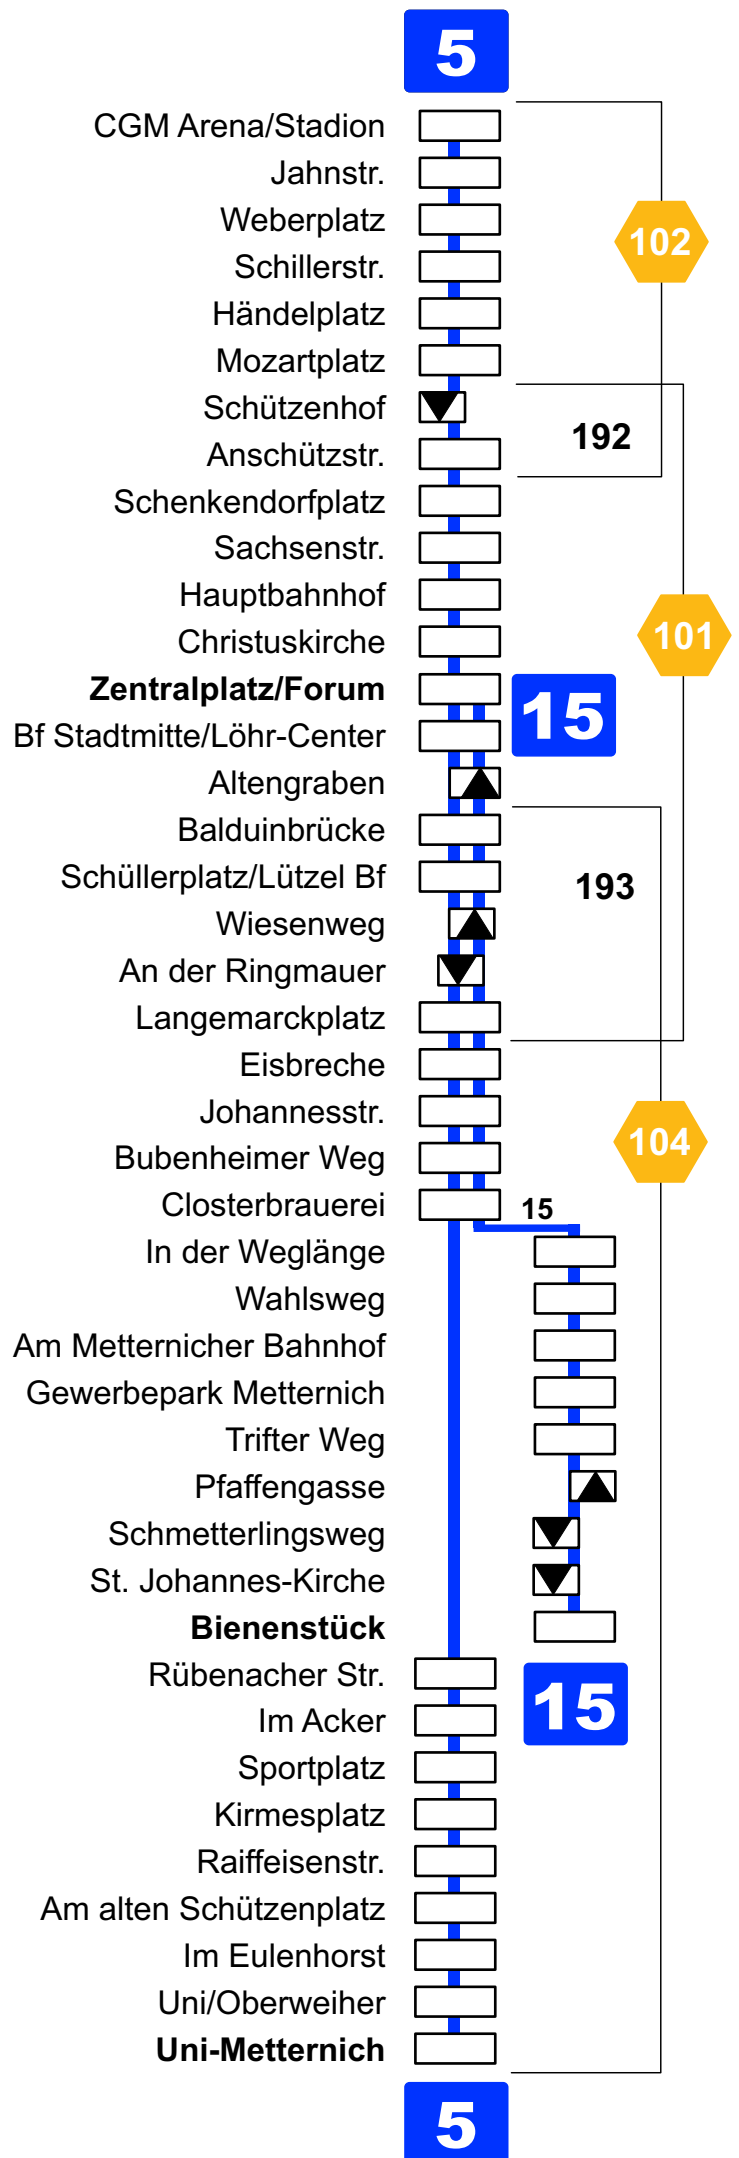 5
CGM Arena/Stadion
Jahnstr.
Weberplatz
Schillerstr.
102
Händelplatz
Mozartplatz
Schützenhof
192
Anschützstr.
Schenkendorfplatz
Sachsenstr.
Hauptbahnhof
Christuskirche
101
Zentralplatz/Forum
15
Bf Stadtmitte/Löhr-Center
Altengraben
Balduinbrücke
Schüllerplatz/Lützel Bf
193
Wiesenweg
An der Ringmauer
Langemarckplatz
Eisbreche
Johannesstr.
104
Bubenheimer Weg
Closterbrauerei
15
In der Weglänge
Wahlsweg
Am Metternicher Bahnhof
Gewerbepark Metternich
Trifter Weg
Pfaffengasse
Schmetterlingsweg
St. Johannes-Kirche
Bienenstück
Rübenacher Str.
15
Im Acker
Sportplatz
Kirmesplatz
Raiffeisenstr.
Am alten Schützenplatz
Im Eulenhorst
Uni/Oberweiher
Uni-Metternich
5